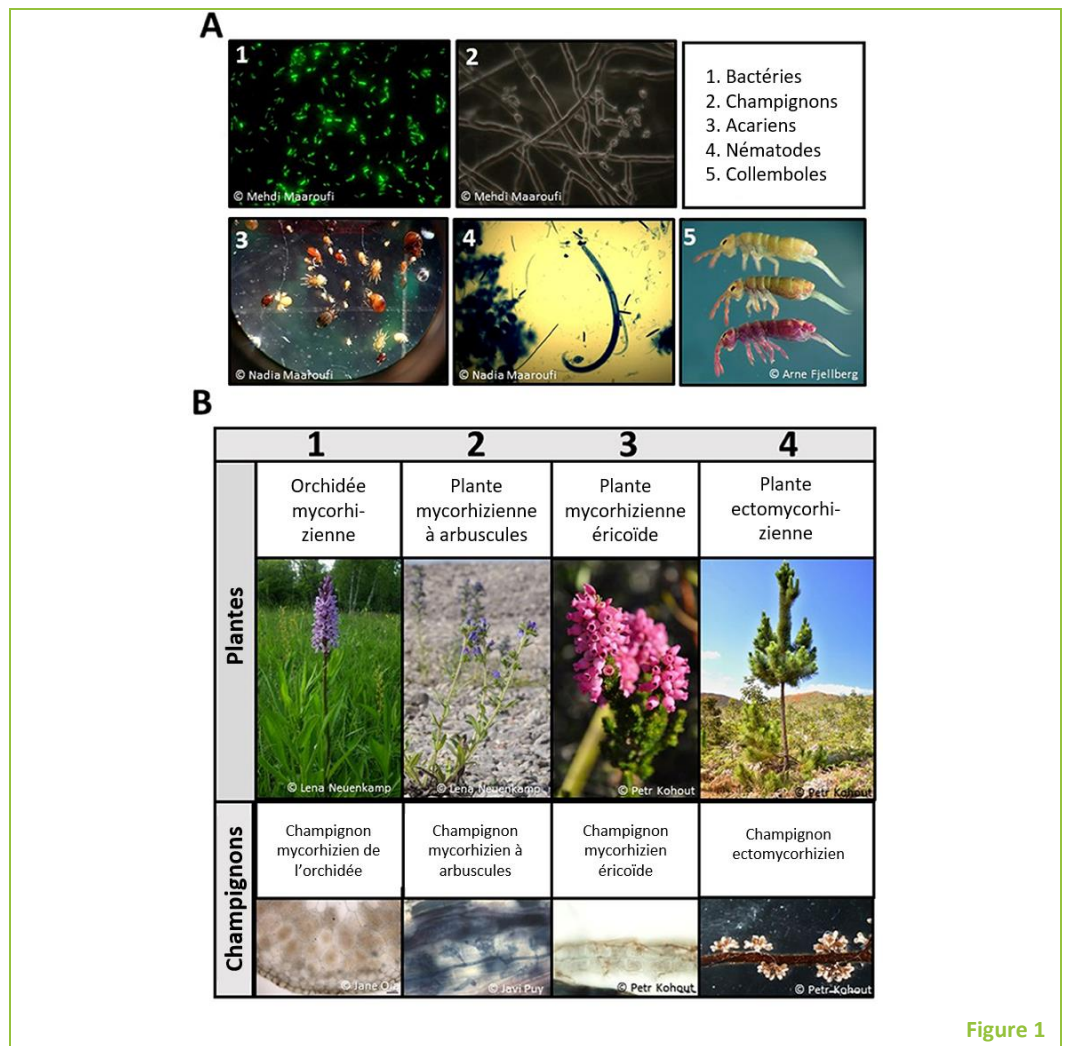 A
1
2
1. Bactéries
2. Champignons
3. Acariens
4. Nématodes
5. Collemboles
© Mehdi Maaroufi
© Mehdi Maaroufi
3
4
5
© Nadia Maaroufi
© Nadia Maaroufi
© Arne Fjellberg
B
1
2
3
4
Plantes
Orchidée
mycorhi-
zienne
Plante
mycorhizienne
à arbuscules
Plante
mycorhizienne
éricoïde
Plante
ectomycorhi-
zienne
© Lena Neuenkamp
© Lena Neuenkamp
© Petr Kohout
© Petr Kohout
Champignons
Champignon
mycorhizien de
l’orchidée
Champignon
mycorhizien à
arbuscules
Champignon
mycorhizien
éricoïde
Champignon
ectomycorhizien
© Jane
© Javi Puy
© Petr Kohout
© Petr Kohout
Figure 1